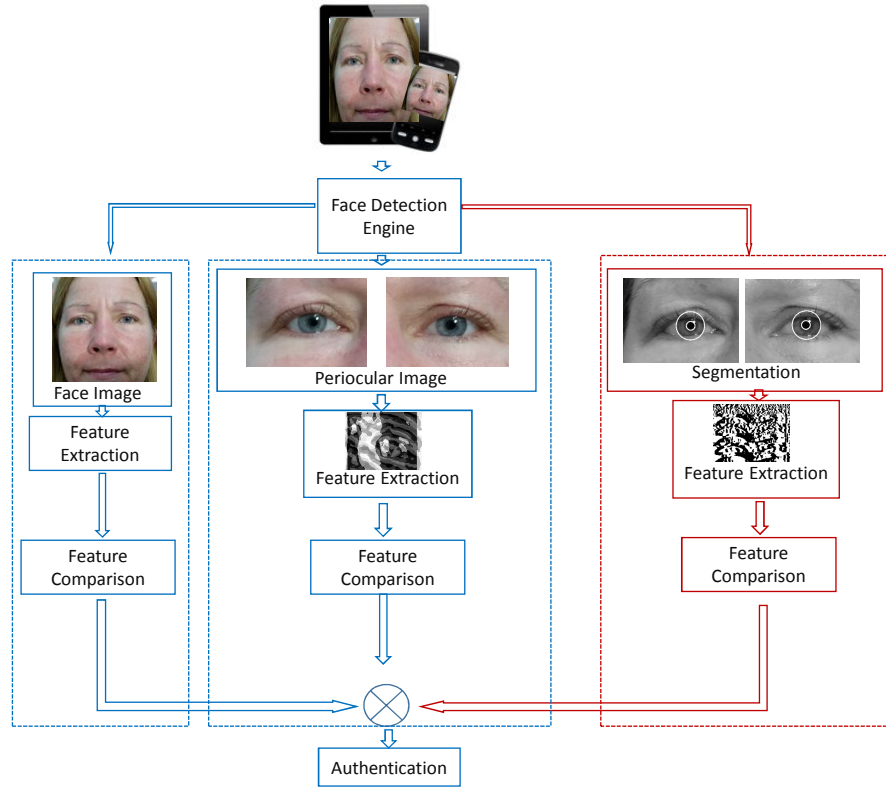 Face Detection
Engine
Face Image
Feature
Extraction
Feature
Comparison
Periocular Image
Feature Extraction
Feature
Comparison
Segmentation
Feature Extraction
Feature
Comparison
Authentication